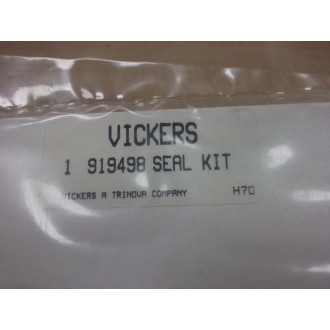 VICKERS
1 919498 SEAL KIT
VICKERS A TRINOVA COMPANY H70